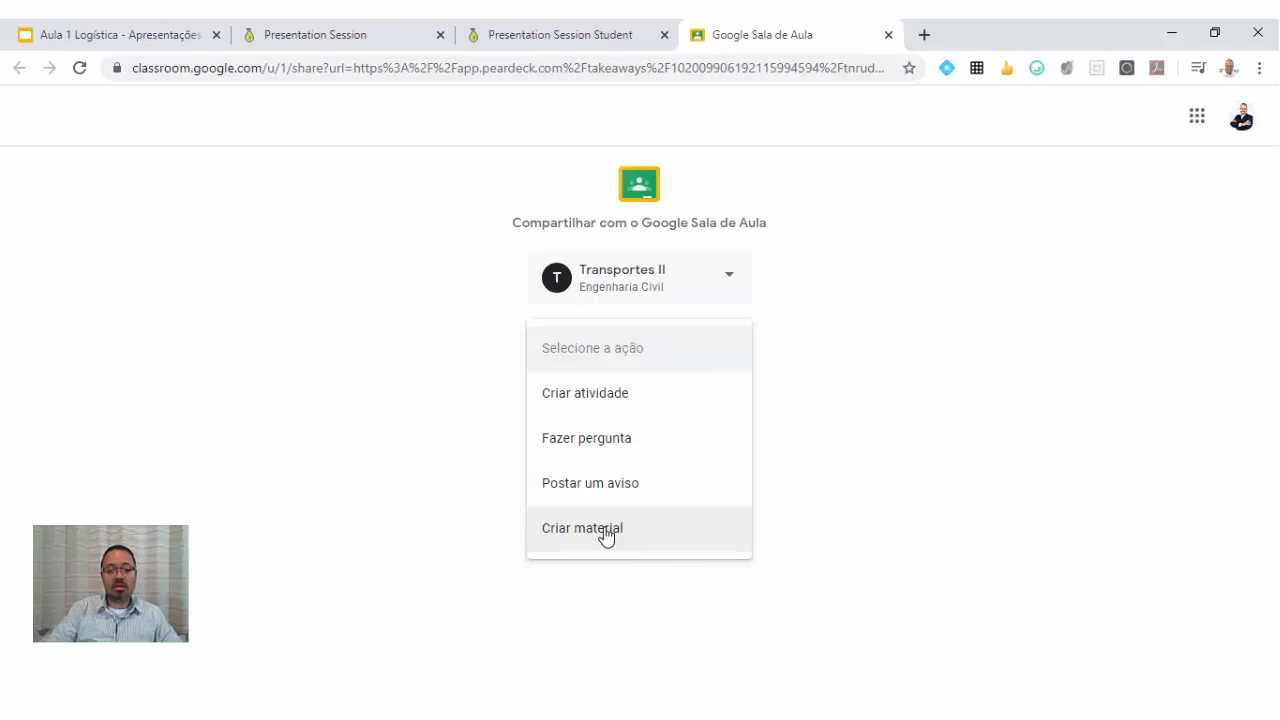 Aula 1 Logística - Apresentações
Presentation Session
Presentation Session Student
Google Sala de Aula
classroom.google.com/u/1/share?url=https%3A%2F%2Fapp.peardeck.com%2Ftakeaways%2F102009906192115994594%2Ftnrud...
Compartilhar com o Google Sala de Aula
T
Transportes II
Engenharia Civil
Selecione a ação
Criar atividade
Fazer pergunta
Postar um aviso
Criar material